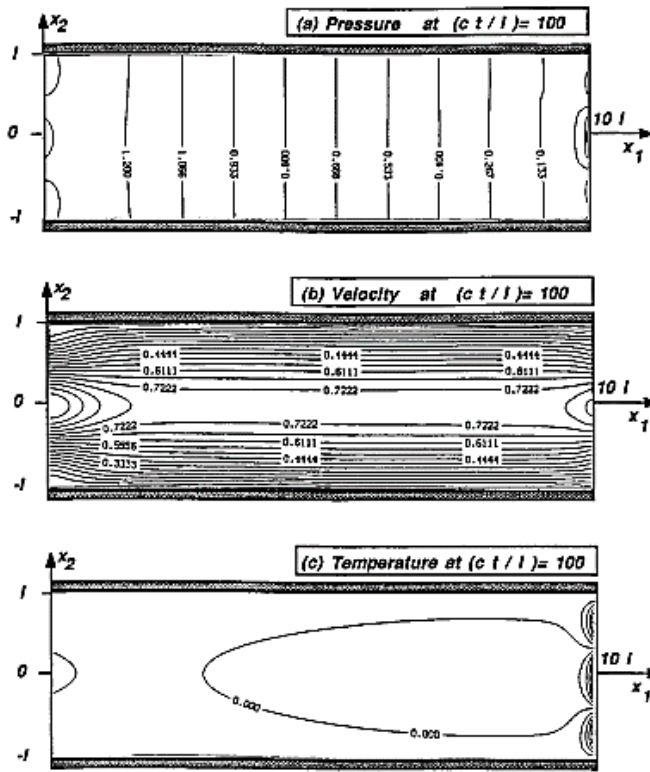 x2
(a) Pressure at (c t / l )= 100
l
0
-l
1.200
1.066
0.933
0.800
0.533
0.267
0.133
10 l
x1
x2
(b) Velocity at (c t / l )= 100
l
0.4444 0.4444 0.4444
0.6111 0.6111 0.6111
0.7222 0.7222 0.7222
10 l
0
x1
0.7222 0.7222 0.7222
0.5556 0.6111 0.6111
0.3133 0.4444 0.4444
-l
x2
(c) Temperature at (c t / l )= 100
l
10 l
0
x1
0.000 0.000
-l